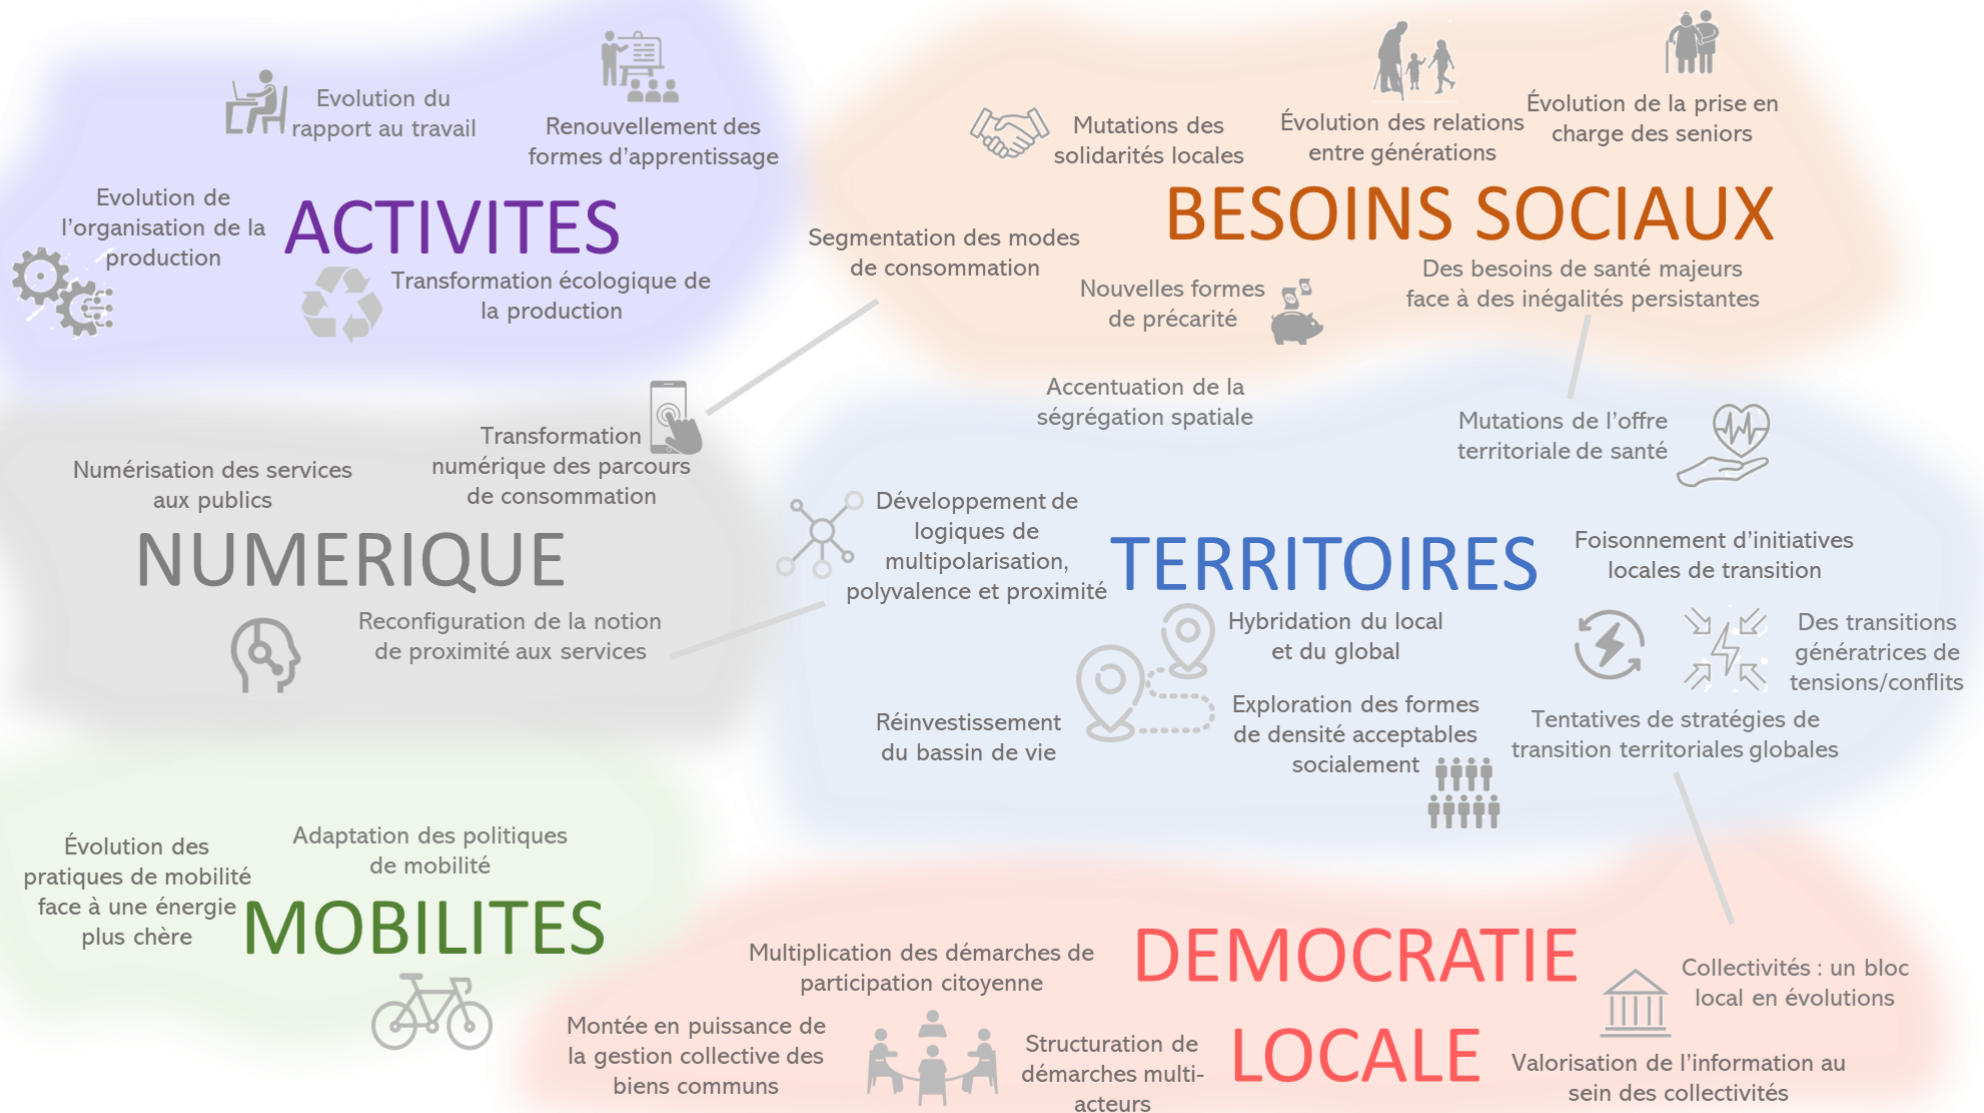 Evolution du
rapport au travail
Renouvellement des
formes d’apprentissage
Evolution de
l’organisation de la
production
ACTIVITES
Transformation écologique de
la production
Mutations des
solidarités locales
Évolution des relations
entre générations
Évolution de la prise en
charge des seniors
BESOINS SOCIAUX
Segmentation des modes
de consommation
Nouvelles formes
de précarité
Des besoins de santé majeurs
face à des inégalités persistantes
Accentuation de la
ségrégation spatiale
Numérisation des services
aux publics
Transformation
numérique des parcours
de consommation
NUMERIQUE
Reconfiguration de la notion
de proximité aux services
Mutations de l’offre
territoriale de santé
Développement de
logiques de
multipolarisation,
polyvalence et proximité
TERRITOIRES
Foisonnement d’initiatives
locales de transition
Hybridation du local
et du global
Des transitions
génératrices de
tensions/conflits
Réinvestissement
du bassin de vie
Exploration des formes
de densité acceptables
socialement
Tentatives de stratégies de
transition territoriales globales
Évolution des
pratiques de mobilité
face à une énergie
plus chère
Adaptation des politiques
de mobilité
MOBILITES
Multiplication des démarches de
participation citoyenne
DEMOCRATIE
LOCALE
Collectivités : un bloc
local en évolutions
Montée en puissance de
la gestion collective des
biens communs
Structuration de
démarches multi-
acteurs
Valorisation de l’information au
sein des collectivités